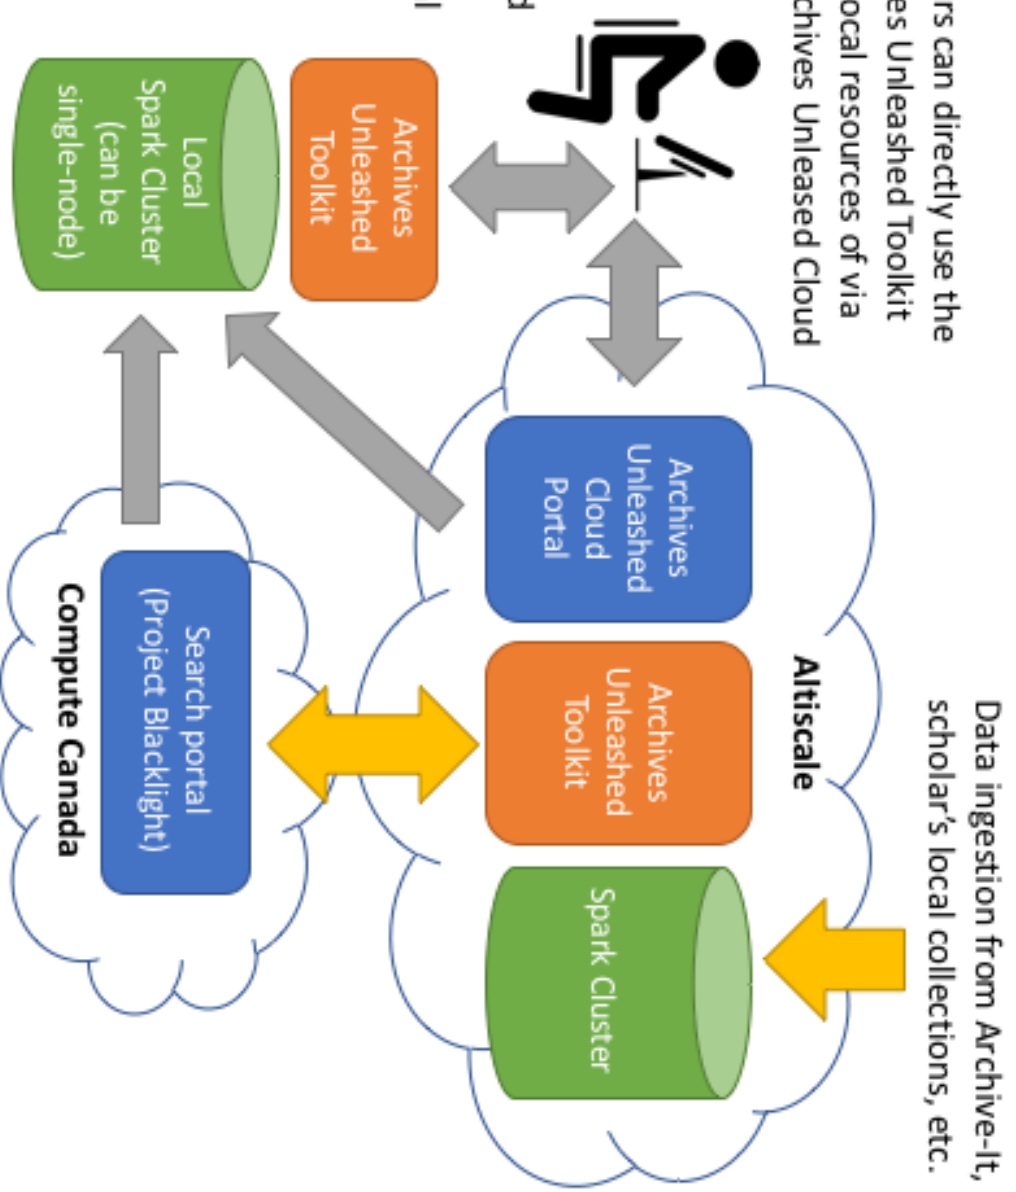 rs can directly use the
es Unleashed Toolkit
ocal resources of via
chives Unleased Cloud
Data ingestion from Archive-It,
scholar's local collections, etc.
Altiscale
Archives
Unleashed
Cloud
Portal
Archives
Unleashed
Toolkit
Spark Cluster
Archives
Unleashed
Toolkit
Local
Spark Cluster
(can be
single-node)
Search portal
(Project Blacklight)
Compute Canada